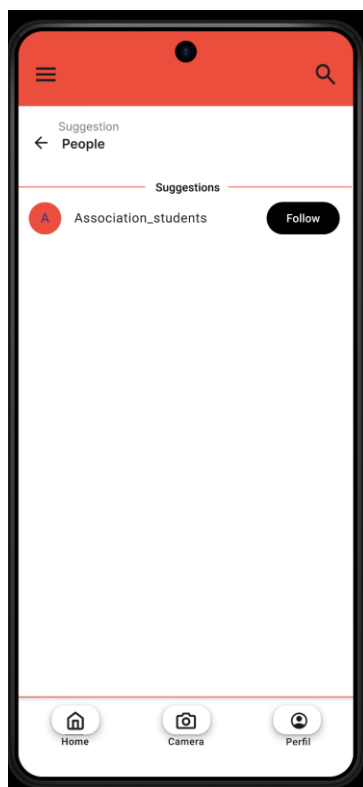 Suggestion
People
Suggestions
A
Association_students
Follow
Home
Camera
Perfil